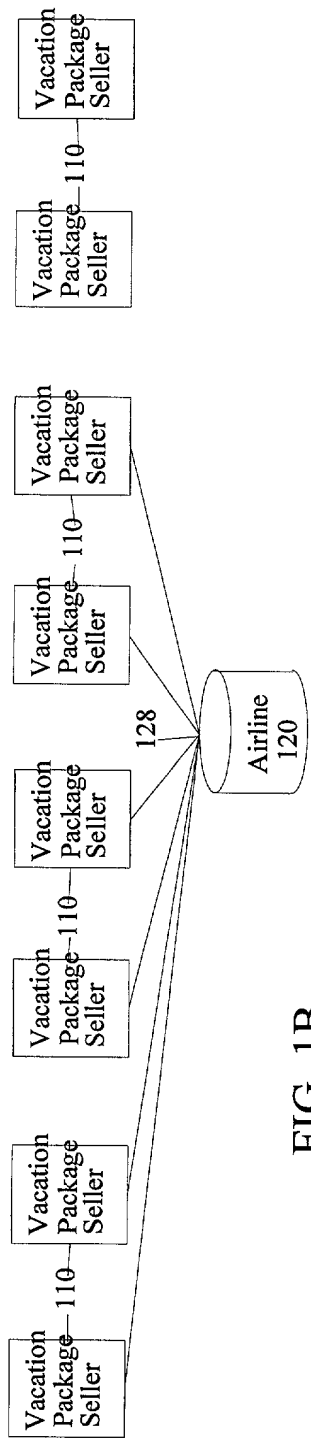 Vacation
Package
Seller
110
Vacation
Package
Seller
Vacation
Package
Seller
110
Vacation
Package
Seller
Vacation
Package
Seller
110
Vacation
Package
Seller
Vacation
Package
Seller
110
Vacation
Package
Seller
128
Airline
120
FIG. 1B